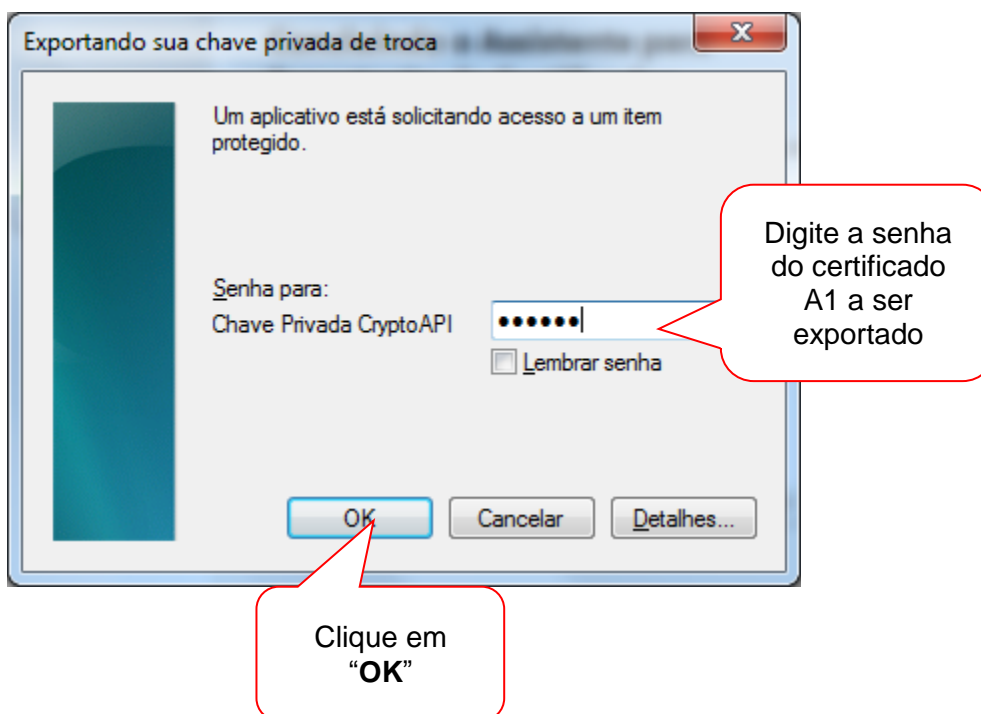 Exportando sua chave privada de troca
Um aplicativo está solicitando acesso a um item
protegido.
Digite a senha
do certificado
A1 a ser
exportado
Senha para:
Chave Privada CryptoAPI
Lembrar senha
OK
Cancelar
Detalhes...
Clique em
“OK”